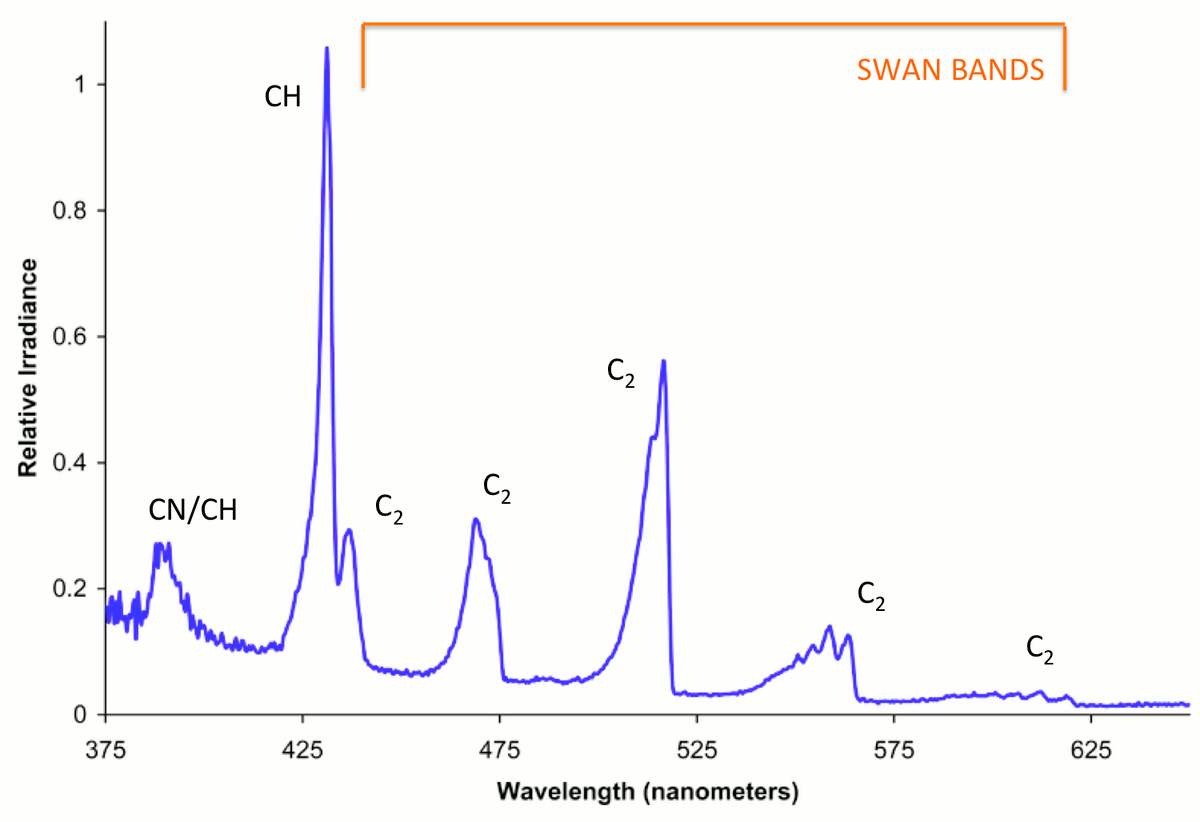 SWAN BANDS
CH
1
0.8
0.6
0.4
0.2
0
Relative Irradiance
CN/CH
C₂
C₂
C₂
C₂
C₂
375
425
475
525
575
625
Wavelength (nanometers)